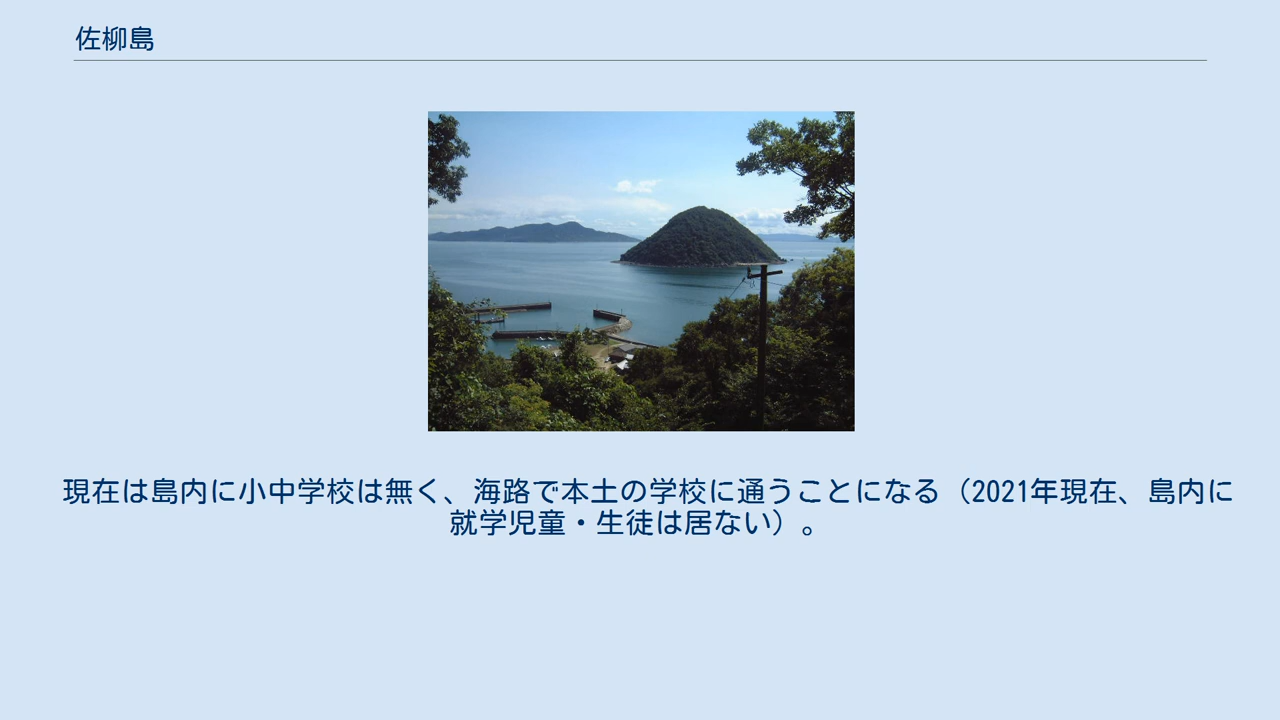 佐柳島
現在は島内に小中学校は無く、海路で本土の学校に通うことになる（2021年現在、島内に
就学児童・生徒は居ない）。